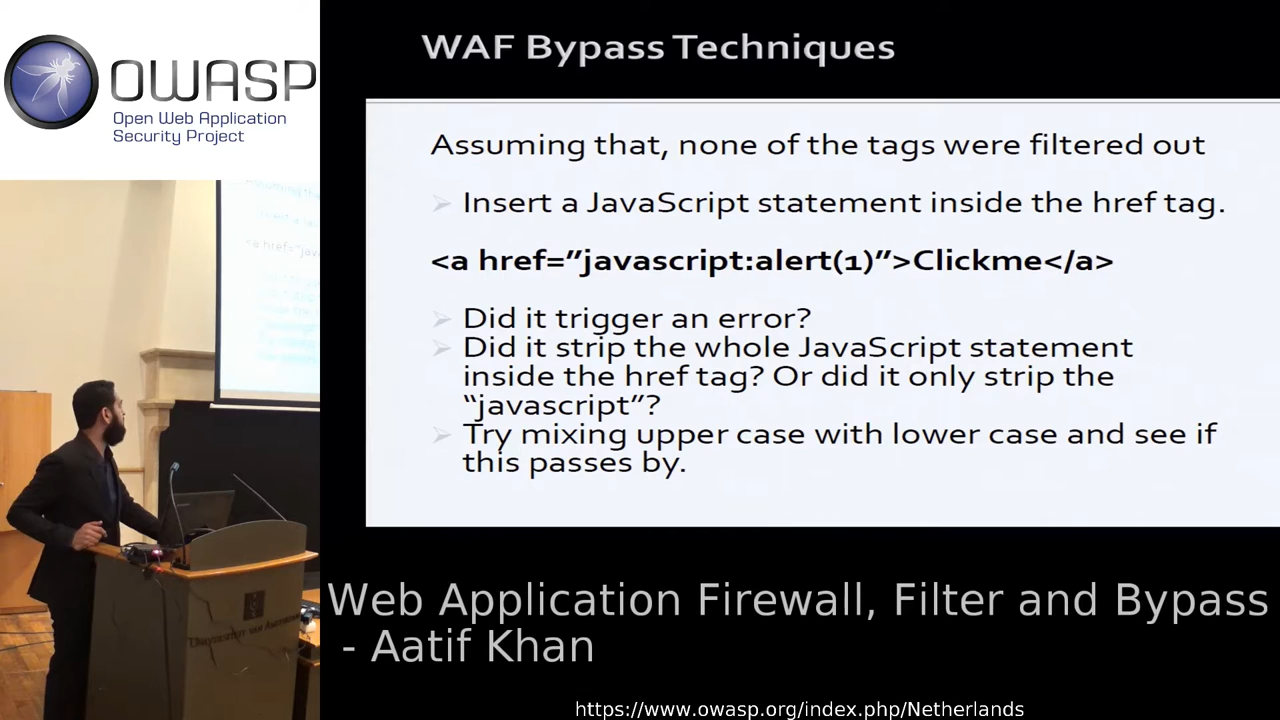 OWASP
Open Web Application
Security Project
WAF Bypass Techniques
Assuming that, none of the tags were filtered out
➢ Insert a JavaScript statement inside the href tag.
<a href=”javascript:alert(1)”>Clickme</a>
➢ Did it trigger an error?
➢ Did it strip the whole JavaScript statement
inside the href tag? Or did it only strip the
“javascript”?
➢ Try mixing upper case with lower case and see if
this passes by.
Web Application Firewall, Filter and Bypass
- Aatif Khan
https://www.owasp.org/index.php/Netherlands